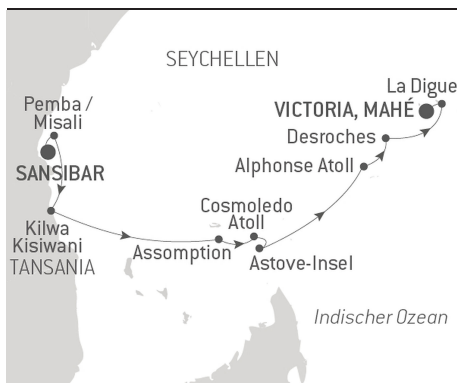 SEYCHELLEN
La Digue
Pemba /
Misali
VICTORIA, MAHÉ
Desroches
SANSIBAR
Alphonse Atoll
Cosmoledo
Atoll
Kilwa
Kisiwani
TANSANIA
Assomption
Astove-Insel
Indischer Ozean